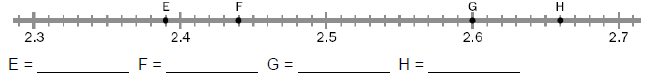 E F G H
2.3 2.4 2.5 2.6 2.7
E = ________ F = ________ G = ________ H = ________